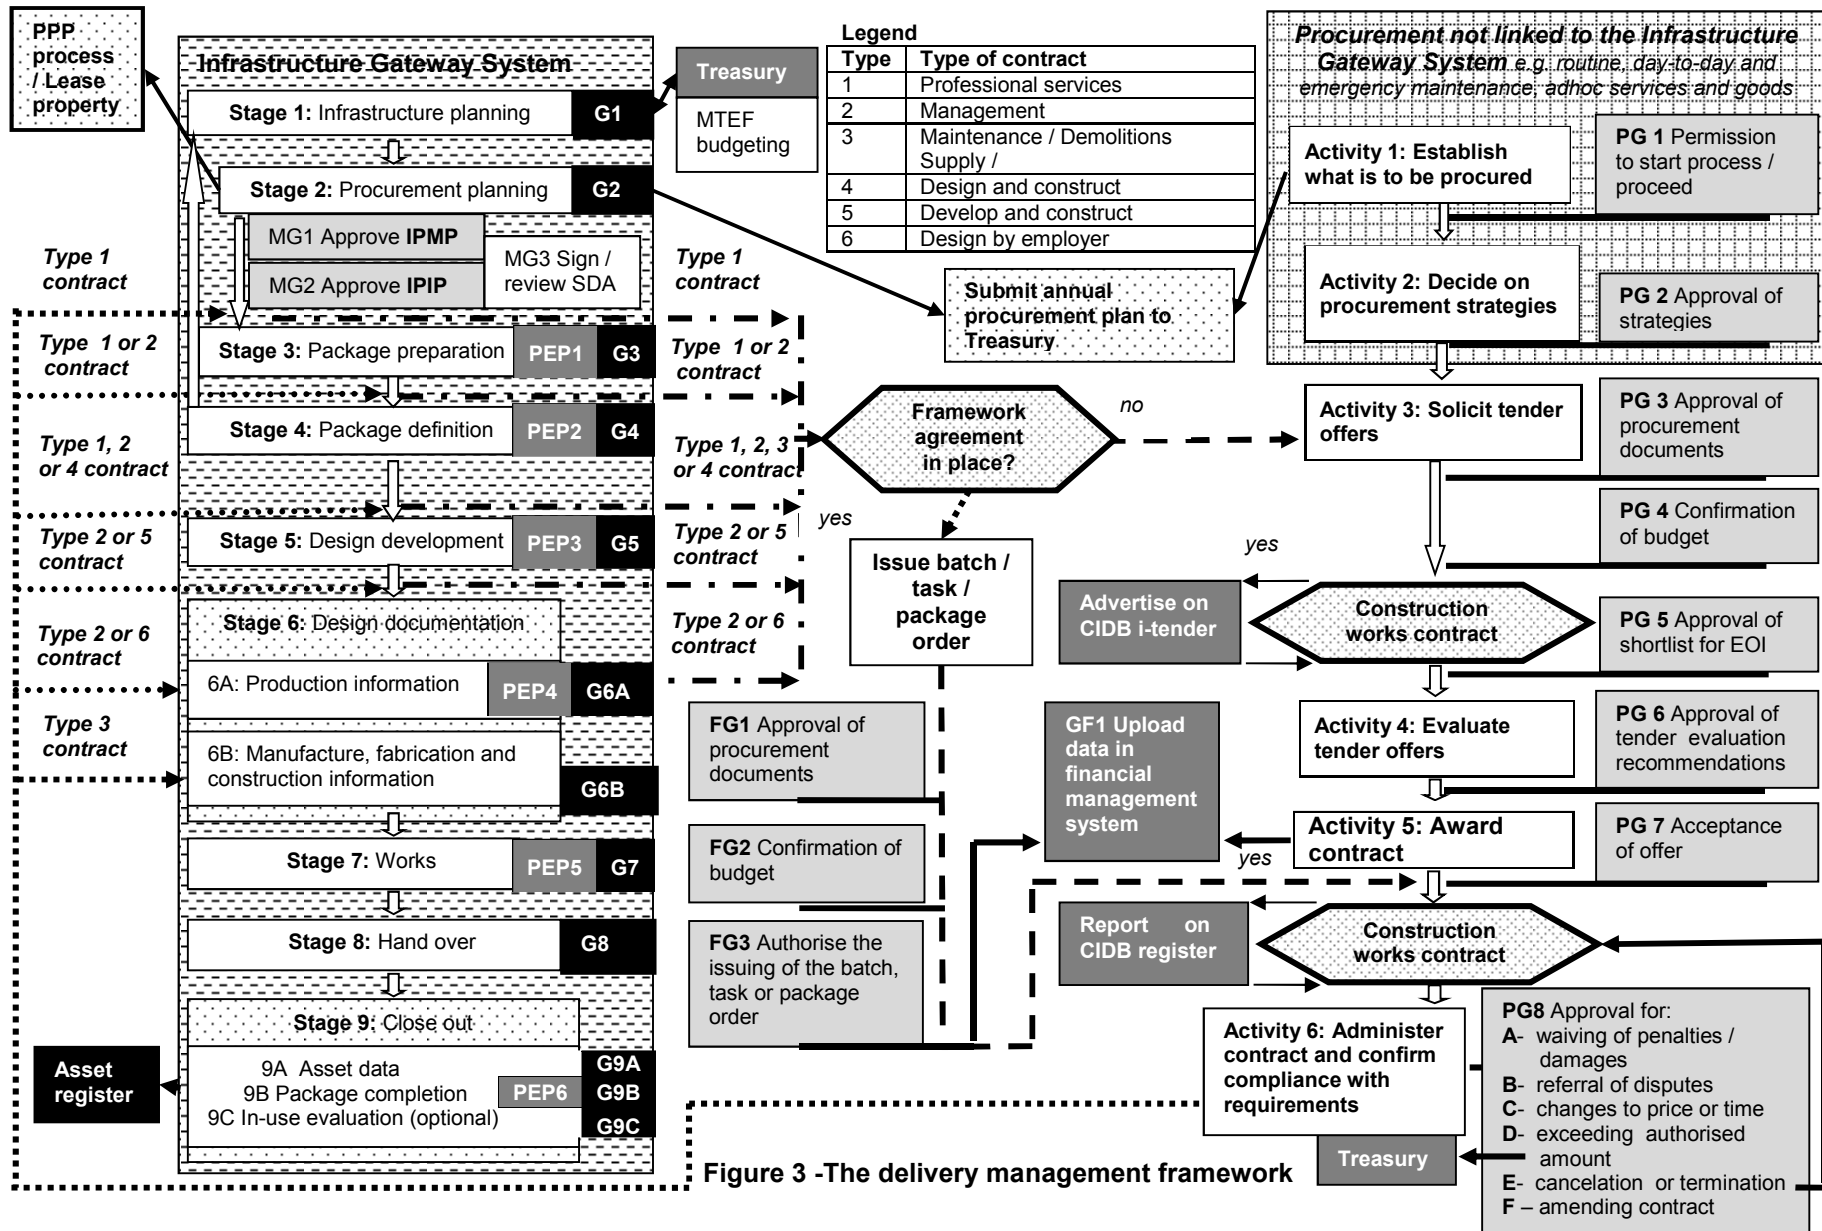 PPP
process
/ Lease
property
Infrastructure Gateway System
Stage 1: Infrastructure planning
G1
Stage 2: Procurement planning
G2
MG1 Approve IPMP
MG2 Approve IPIP
MG3 Sign /
review SDA
Stage 3: Package preparation
PEP1
G3
Stage 4: Package definition
PEP2
G4
Stage 5: Design development
PEP3
G5
Stage 6: Design documentation
6A: Production information
PEP4
G6A
6B: Manufacture, fabrication and
construction information
G6B
Stage 7: Works
PEP5
G7
Stage 8: Hand over
G8
Stage 9: Close out
9A Asset data
9B Package completion
9C In-use evaluation (optional)
PEP6
G9A
G9B
G9C
Asset
register
Type 1
contract
Type 1 or 2
contract
Type 1, 2
or 4 contract
Type 2 or 5
contract
Type 2 or 6
contract
Type 3
contract
Type 1
contract
Type 1 or 2
contract
Type 1, 2, 3
or 4 contract
Type 2 or 5
contract
Type 2 or 6
contract
Treasury
MTEF
budgeting
Legend
Type Type of contract
1 Professional services
2 Management
3 Maintenance / Demolitions
Supply /
4 Design and construct
5 Develop and construct
6 Design by employer
Submit annual
procurement plan to
Treasury
Framework
agreement
in place?
no
yes
Issue batch /
task /
package
order
FG1 Approval of
procurement
documents
FG2 Confirmation of
budget
FG3 Authorise the
issuing of the batch,
task or package
order
Procurement not linked to the Infrastructure
Gateway System e.g. routine, day-to-day and
emergency maintenance, adhoc services and goods
Activity 1: Establish
what is to be procured
PG 1 Permission
to start process /
proceed
Activity 2: Decide on
procurement strategies
PG 2 Approval of
strategies
Activity 3: Solicit tender
offers
PG 3 Approval of
procurement
documents
PG 4 Confirmation
of budget
yes
Advertise on
CIDB i-tender
Construction
works contract
PG 5 Approval of
shortlist for EOI
Activity 4: Evaluate
tender offers
PG 6 Approval of
tender evaluation
recommendations
GF1 Upload
data in
financial
management
system
Activity 5: Award
contract
PG 7 Acceptance
of offer
yes
Report on
CIDB register
Construction
works contract
Activity 6: Administer
contract and confirm
compliance with
requirements
Treasury
PG8 Approval for:
A- waiving of penalties /
damages
B- referral of disputes
C- changes to price or time
D- exceeding authorised
amount
E- cancelation or termination
F – amending contract
Figure 3 -The delivery management framework